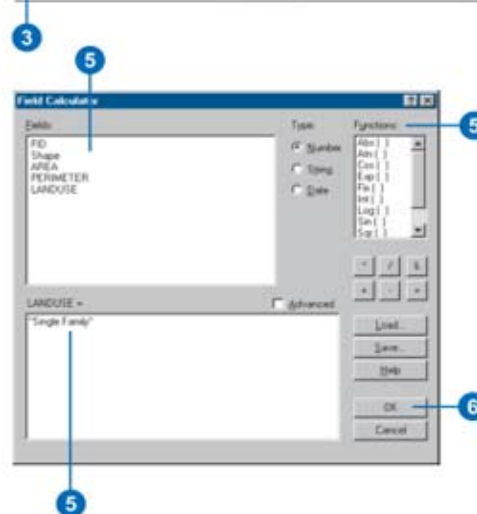 3
5
Field Calculator
Fields:
Type:
Functions:
5
FID
Shape
AREA
PERIMETER
LANDUSE
Number
String
Date
Abs ( )
Atn ( )
Cos ( )
Exp ( )
Fix ( )
Int ( )
Log ( )
Sin ( )
Sqr ( )
* / &
+ - =
LANDUSE =
Advanced
"Single Family"
Load...
Save...
Help
OK
6
Cancel
5